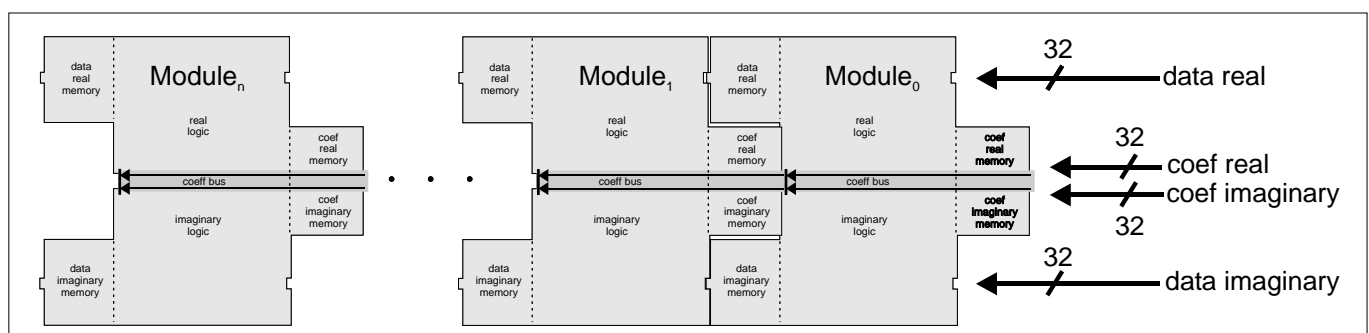 data
real
memory
Moduleₙ
real
logic
coef
real
memory
coeff bus
coef
imaginary
memory
imaginary
logic
data
imaginary
memory
. . .
data
real
memory
Module₁
real
logic
coef
real
memory
coeff bus
coef
imaginary
memory
imaginary
logic
data
imaginary
memory
data
real
memory
Module₀
real
logic
coef
real
memory
coeff bus
coef
imaginary
memory
imaginary
logic
data
imaginary
memory
32
data real
32
coef real
coef imaginary
32
32
data imaginary